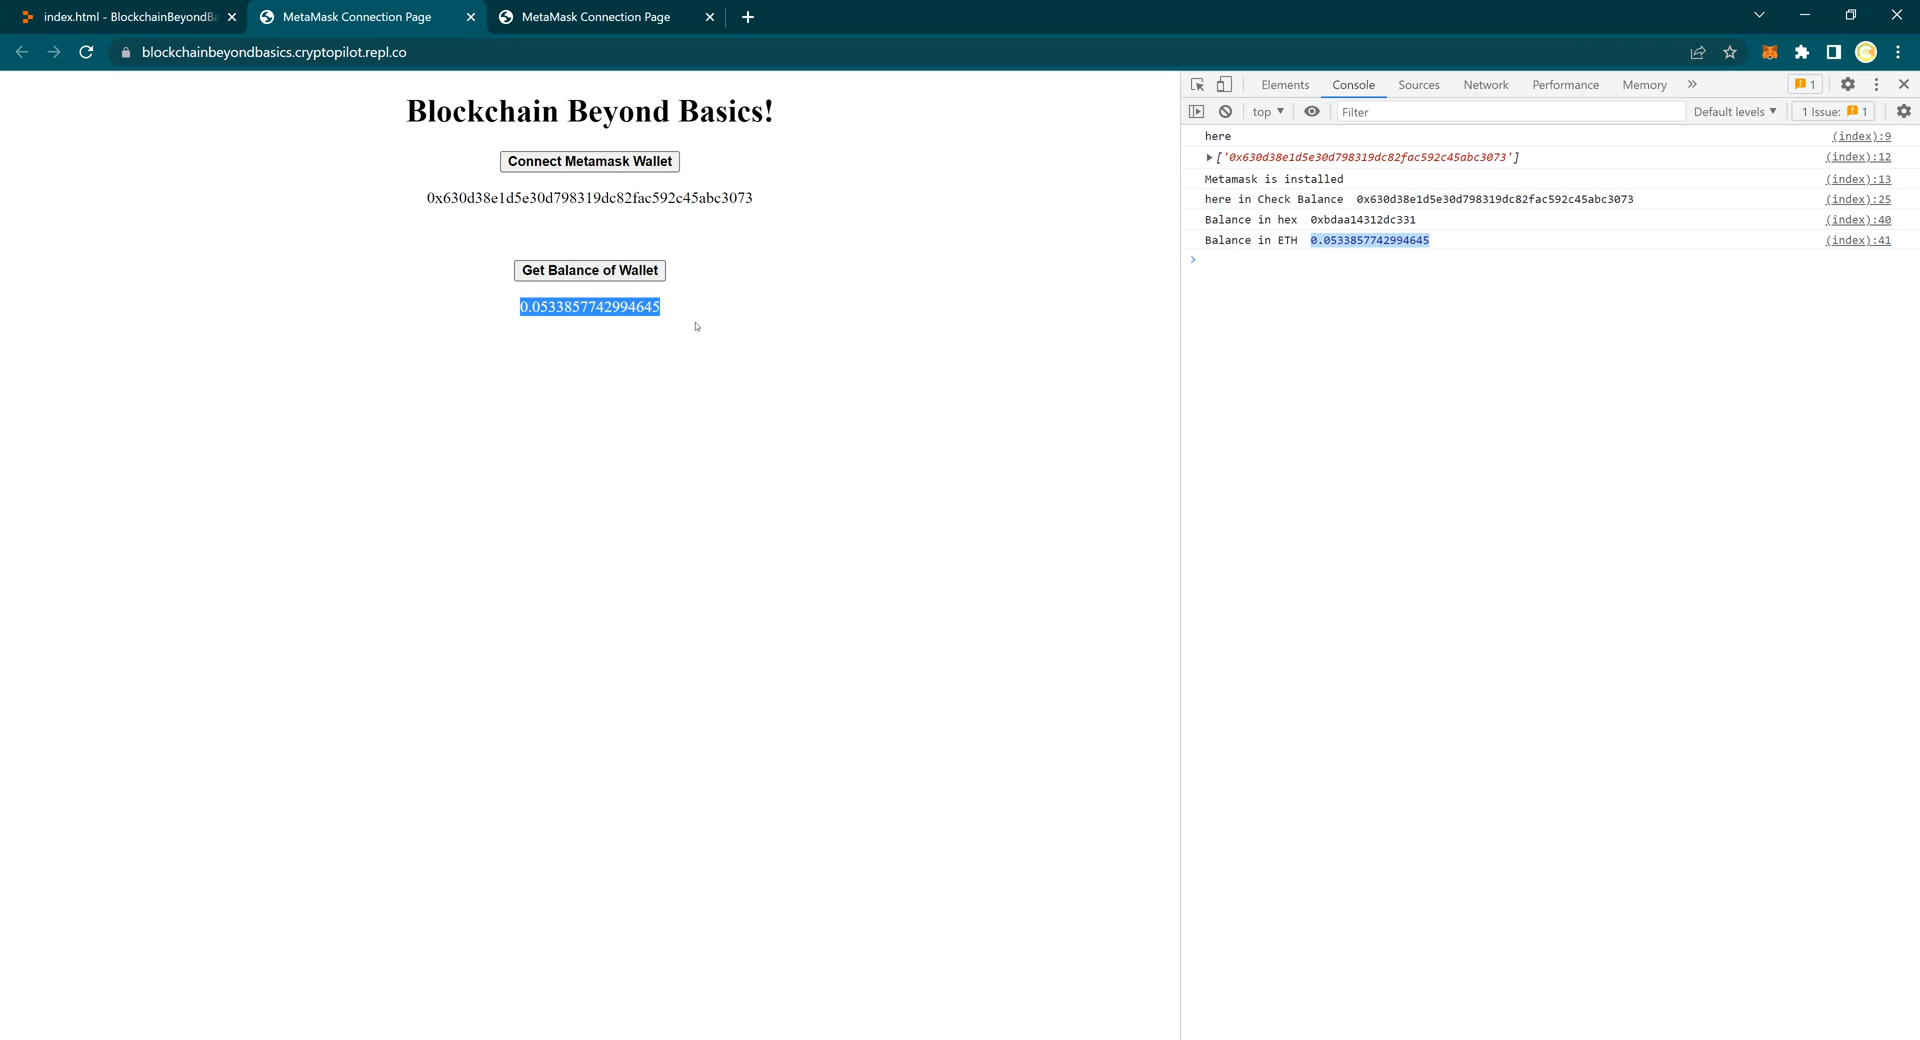 index.html - BlockchainBeyondBa
MetaMask Connection Page
MetaMask Connection Page
blockchainbeyondbasics.cryptopilot.repl.co
Blockchain Beyond Basics!
Connect Metamask Wallet
0x630d38e1d5e30d798319dc82fac592c45abc3073
Get Balance of Wallet
0.0533857742994645
Elements Console Sources Network Performance Memory 1
top Filter Default levels 1 Issue: 1
here (index):9
['0x630d38e1d5e30d798319dc82fac592c45abc3073'] (index):12
Metamask is installed (index):13
here in Check Balance 0x630d38e1d5e30d798319dc82fac592c45abc3073 (index):25
Balance in hex 0xbdaa14312dc331 (index):40
Balance in ETH 0.0533857742994645 (index):41